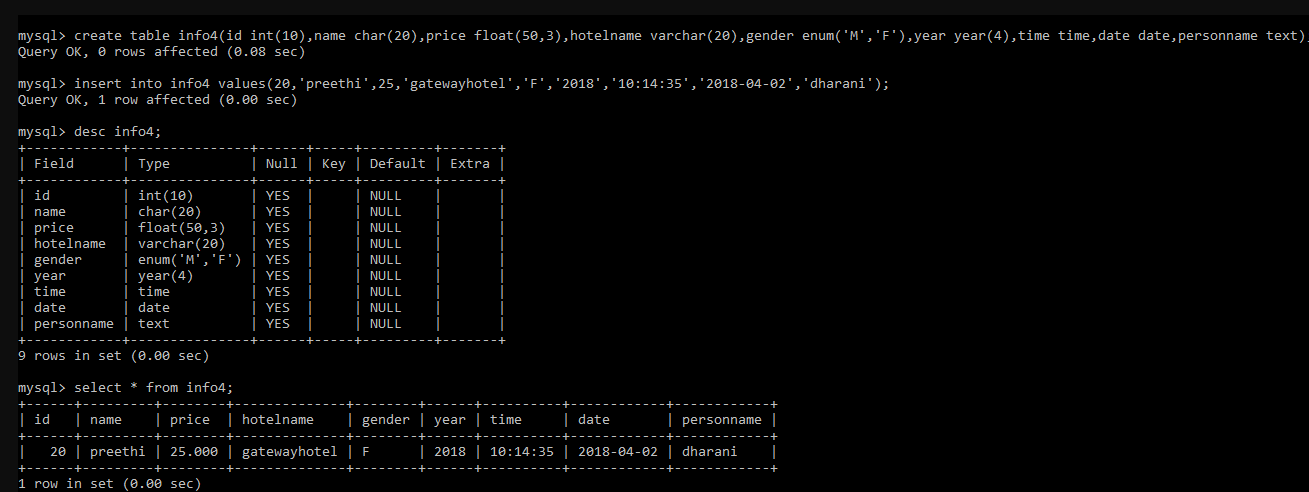 mysql> create table info4(id int(10),name char(20),price float(50,3),hotelname varchar(20),gender enum('M','F'),year year(4),time time,date date,personname text)
Query OK, 0 rows affected (0.08 sec)
mysql> insert into info4 values(20,'preethi',25,'gatewayhotel','F','2018','10:14:35','2018-04-02','dharani');
Query OK, 1 row affected (0.00 sec)
mysql> desc info4;
+------------+---------------+------+-----+---------+-------+
| Field      | Type          | Null | Key | Default | Extra |
+------------+---------------+------+-----+---------+-------+
| id         | int(10)       | YES  |     | NULL    |       |
| name       | char(20)      | YES  |     | NULL    |       |
| price      | float(50,3)   | YES  |     | NULL    |       |
| hotelname  | varchar(20)   | YES  |     | NULL    |       |
| gender     | enum('M','F') | YES  |     | NULL    |       |
| year       | year(4)       | YES  |     | NULL    |       |
| time       | time          | YES  |     | NULL    |       |
| date       | date          | YES  |     | NULL    |       |
| personname | text          | YES  |     | NULL    |       |
+------------+---------------+------+-----+---------+-------+
9 rows in set (0.00 sec)
mysql> select * from info4;
+------+---------+--------+--------------+--------+------+----------+------------+------------+
| id   | name    | price  | hotelname    | gender | year | time     | date       | personname |
+------+---------+--------+--------------+--------+------+----------+------------+------------+
|   20 | preethi | 25.000 | gatewayhotel | F      | 2018 | 10:14:35 | 2018-04-02 | dharani    |
+------+---------+--------+--------------+--------+------+----------+------------+------------+
1 row in set (0.00 sec)